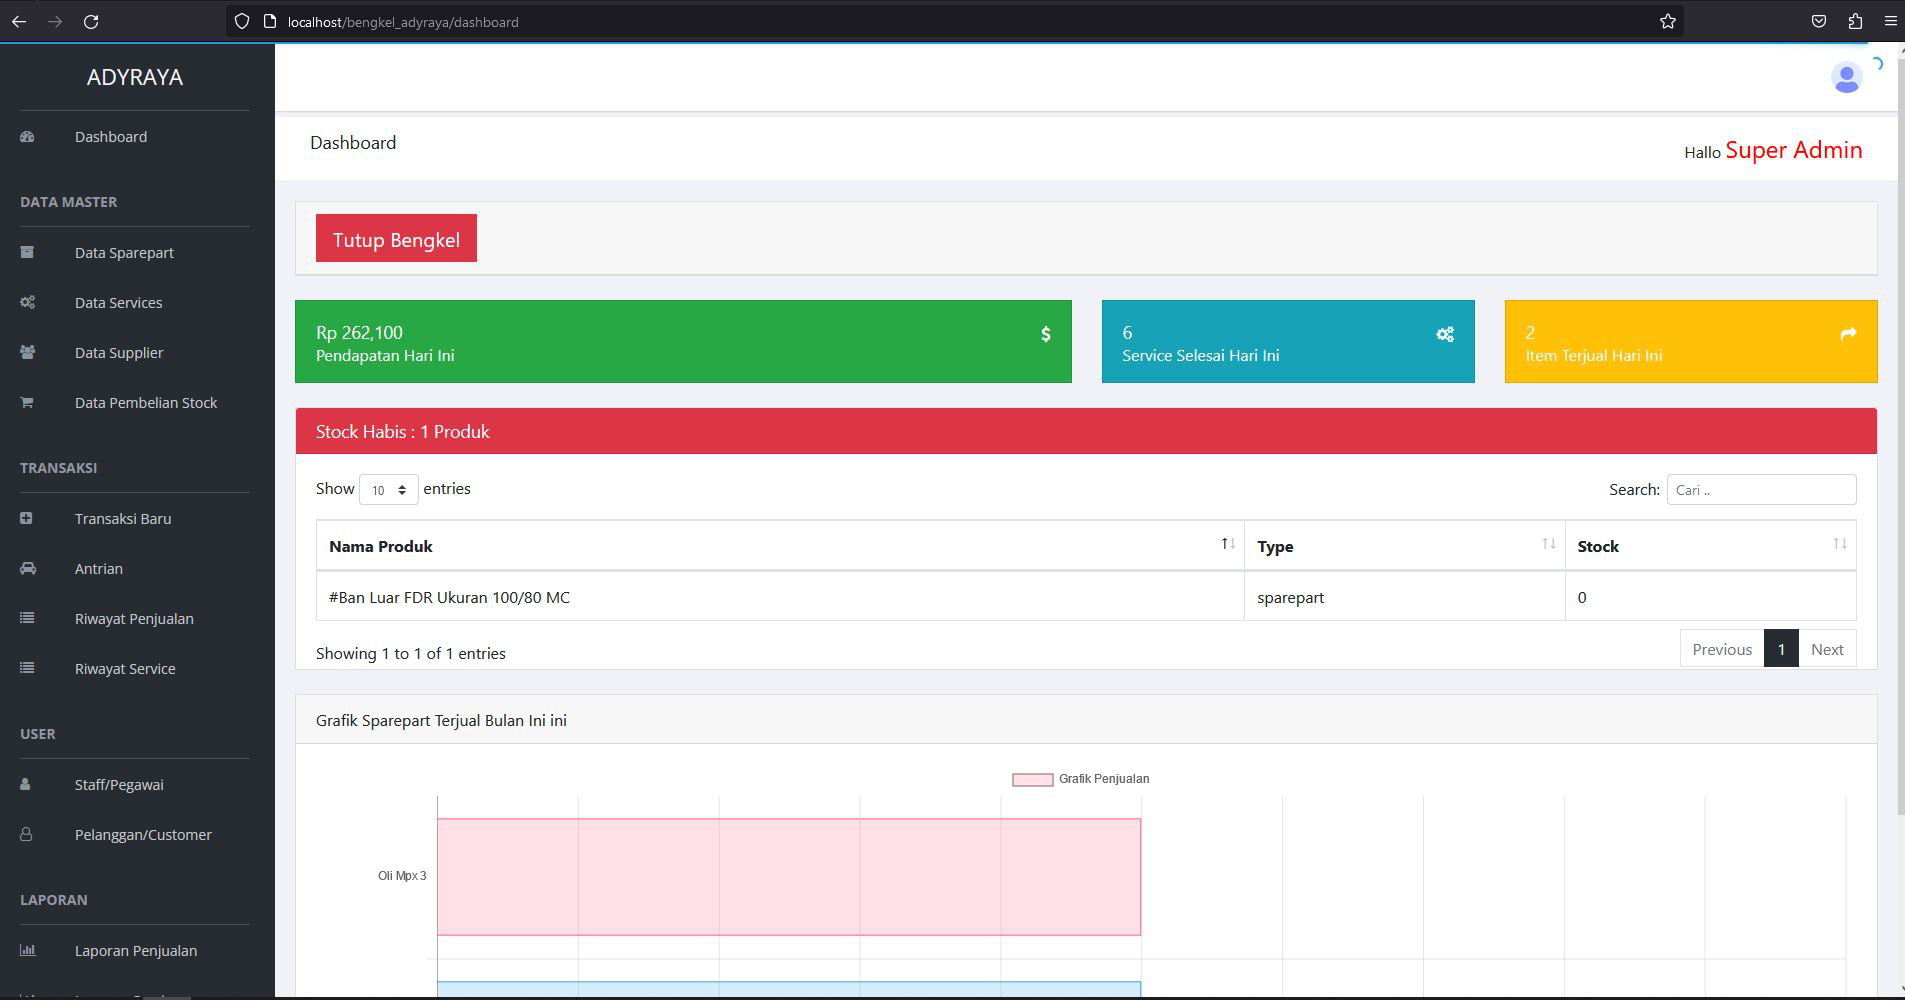 localhost/bengkel_adyraya/dashboard
ADYRAYA
Dashboard
DATA MASTER
Data Sparepart
Data Services
Data Supplier
Data Pembelian Stock
TRANSAKSI
Transaksi Baru
Antrian
Riwayat Penjualan
Riwayat Service
USER
Staff/Pegawai
Pelanggan/Customer
LAPORAN
Laporan Penjualan
Dashboard
Hallo Super Admin
Tutup Bengkel
Rp 262,100
Pendapatan Hari Ini
6
Service Selesai Hari Ini
2
Item Terjual Hari Ini
Stock Habis : 1 Produk
Show 10 entries
Search: Cari ..
Nama Produk Type Stock
#Ban Luar FDR Ukuran 100/80 MC sparepart 0
Showing 1 to 1 of 1 entries
Previous 1 Next
Grafik Sparepart Terjual Bulan Ini ini
Grafik Penjualan
Oli Mpx 3